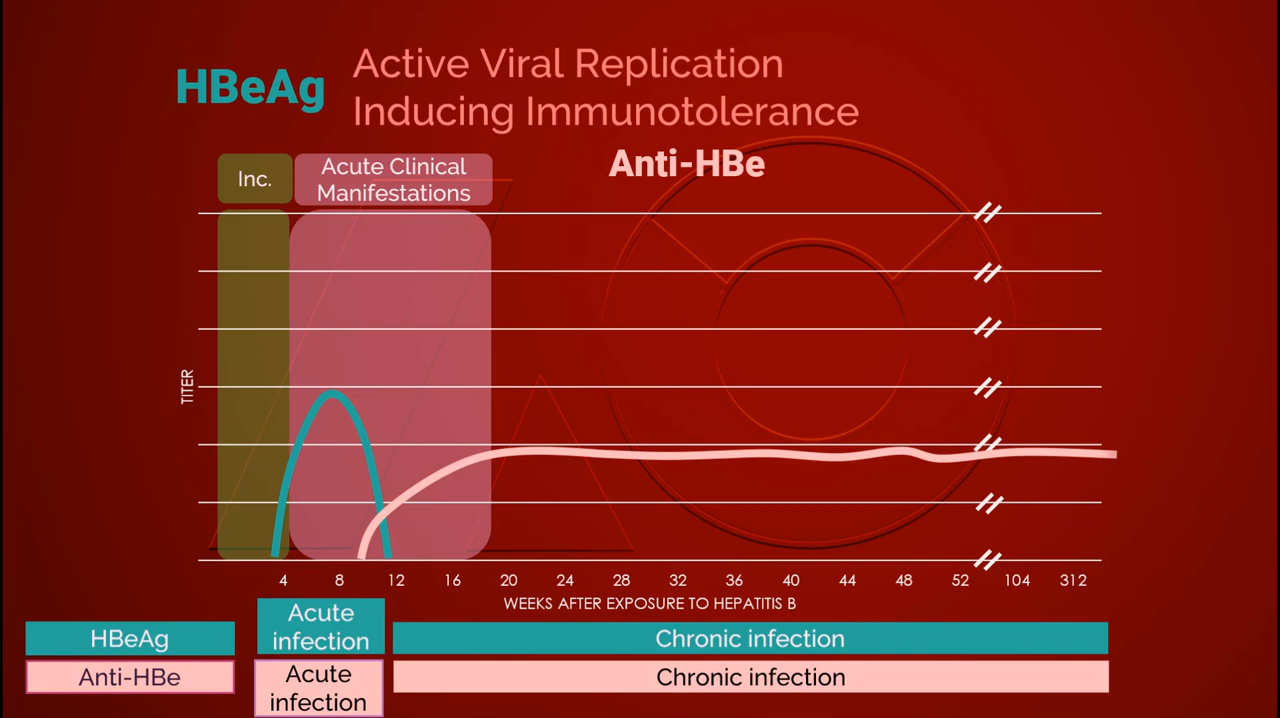 HBeAg
Active Viral Replication
Inducing Immunotolerance
Anti-HBe
Inc.
Acute Clinical
Manifestations
TITER
4 8 12 16 20 24 28 32 36 40 44 48 52 104 312
WEEKS AFTER EXPOSURE TO HEPATITIS B
HBeAg
Acute
infection
Chronic infection
Anti-HBe
Acute
infection
Chronic infection